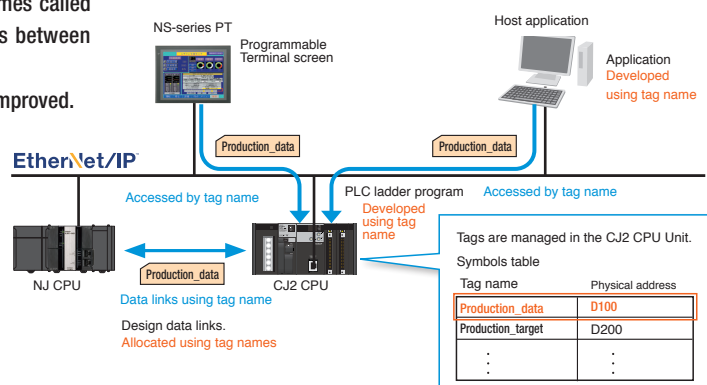 mes called
s between
mproved.
NS-series PT
Programmable
Terminal screen
Host application
Application
Developed
using tag name
Production_data
Production_data
EtherNet/IP
Accessed by tag name
PLC ladder program
Developed
using tag
name
Accessed by tag name
NJ CPU
Production_data
CJ2 CPU
Data links using tag name
Design data links.
Allocated using tag names
Tags are managed in the CJ2 CPU Unit.
Symbols table
Tag name Physical address
Production_data D100
Production_target D200